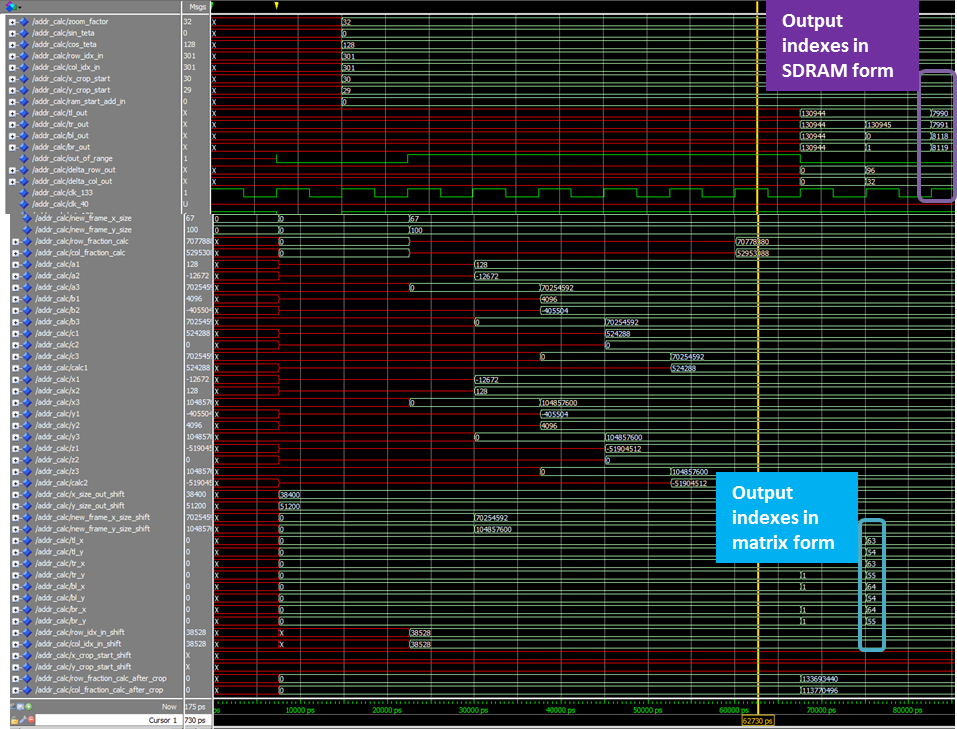 Msgs
Output
indexes in
SDRAM form
/addr_calc/zoom_factor 32 X 32
/addr_calc/sin_teta 0 X 0
/addr_calc/cos_teta 128 X 128
/addr_calc/row_idx_in 301 X 301
/addr_calc/col_idx_in 301 X 301
/addr_calc/x_crop_start 30 X 30
/addr_calc/y_crop_start 29 X 29
/addr_calc/ram_start_add_in 0 X 0
/addr_calc/tl_out X X 130944 7990
/addr_calc/tr_out X X 130944 130945 7991
/addr_calc/bl_out X X 130944 0 8118
/addr_calc/br_out X X 130944 1 8119
/addr_calc/out_of_range 1
/addr_calc/delta_row_out X X 0 96
/addr_calc/delta_col_out X X 0 32
/addr_calc/clk_133 1
/addr_calc/clk_40 U
/addr_calc/new_frame_x_size 67 0 0 67
/addr_calc/new_frame_y_size 100 0 0 100
/addr_calc/row_fraction_calc 7077888 X 0 70778880
/addr_calc/col_fraction_calc 5295308 X 0 52953088
/addr_calc/a1 128 X 128
/addr_calc/a2 -12672 X -12672
/addr_calc/a3 7025459 X 0 70254592
/addr_calc/b1 4096 X 4096
/addr_calc/b2 -405504 X -405504
/addr_calc/b3 7025459 X 0 70254592
/addr_calc/c1 524288 X 524288
/addr_calc/c2 0 X 0
/addr_calc/c3 7025459 X 0 70254592
/addr_calc/calc1 524288 X 524288
/addr_calc/x1 -12672 X -12672
/addr_calc/x2 128 X 128
/addr_calc/x3 1048576 X 0 104857600
/addr_calc/y1 -405504 X -405504
/addr_calc/y2 4096 X 4096
/addr_calc/y3 1048576 X 0 104857600
/addr_calc/z1 -5190451 X -51904512
/addr_calc/z2 0 X 0
/addr_calc/z3 1048576 X 0 104857600
/addr_calc/calc2 -5190451 X -51904512
/addr_calc/x_size_out_shift 38400 X 38400
/addr_calc/y_size_out_shift 51200 X 51200
/addr_calc/new_frame_x_size_shift 7025459 X 0 70254592
/addr_calc/new_frame_y_size_shift 1048576 X 0 104857600
Output
indexes in
matrix form
/addr_calc/tl_x 0 X 0 63
/addr_calc/tl_y 0 X 0 54
/addr_calc/tr_x 0 X 0 63
/addr_calc/tr_y 0 X 0 1 55
/addr_calc/bl_x 0 X 0 1 64
/addr_calc/bl_y 0 X 0 54
/addr_calc/br_x 0 X 0 1 64
/addr_calc/br_y 0 X 0 1 55
/addr_calc/row_idx_in_shift 38528 X X 38528
/addr_calc/col_idx_in_shift 38528 X X 38528
/addr_calc/x_crop_start_shift X X
/addr_calc/y_crop_start_shift X X
/addr_calc/row_fraction_calc_after_crop 0 X 0 133693440
/addr_calc/col_fraction_calc_after_crop 0 X 0 113770496
Now 175 ps ps 10000 ps 20000 ps 30000 ps 40000 ps 50000 ps 60000 ps 70000 ps 80000 ps
Cursor 1 730 ps 62730 ps